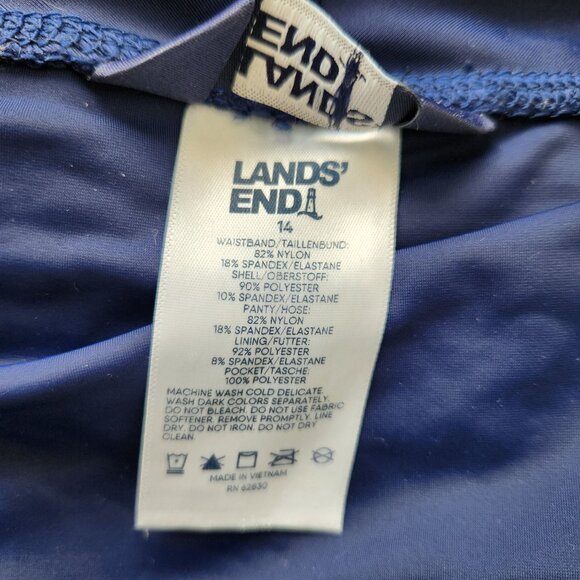 LANDS'
END
LANDS'
END
14
WAISTBAND/TAILLENBUND:
82% NYLON
18% SPANDEX/ELASTANE
SHELL/OBERSTOFF:
90% POLYESTER
10% SPANDEX/ELASTANE
PANTY/HOSE:
82% NYLON
18% SPANDEX/ELASTANE
LINING/FUTTER:
92% POLYESTER
8% SPANDEX/ELASTANE
POCKET/TASCHE:
100% POLYESTER
MACHINE WASH COLD DELICATE.
WASH DARK COLORS SEPARATELY.
DO NOT BLEACH. DO NOT USE FABRIC
SOFTENER. REMOVE PROMPTLY. LINE
DRY. DO NOT IRON. DO NOT DRY
CLEAN.
MADE IN VIETNAM
RN 62830